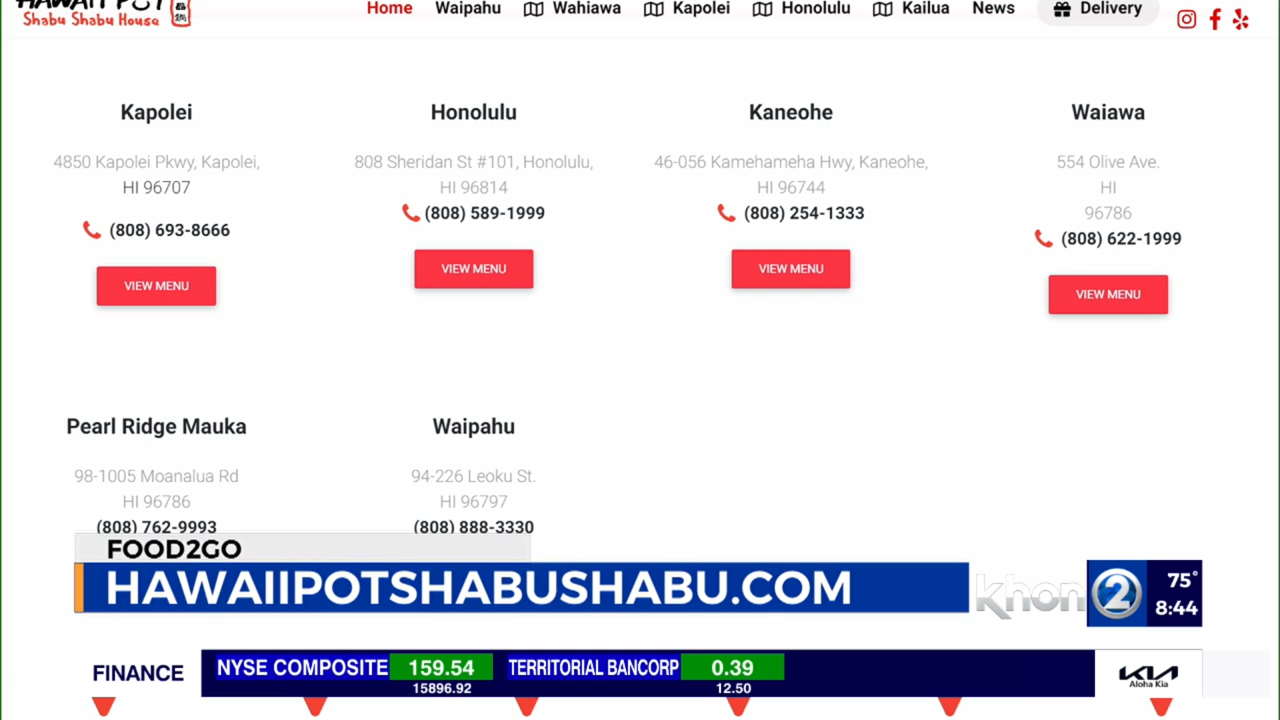 HAWAII POT
Shabu Shabu House
Home Waipahu Wahiawa Kapolei Honolulu Kailua News Delivery
Kapolei
4850 Kapolei Pkwy, Kapolei,
HI 96707
(808) 693-8666
VIEW MENU
Honolulu
808 Sheridan St #101, Honolulu,
HI 96814
(808) 589-1999
VIEW MENU
Kaneohe
46-056 Kamehameha Hwy, Kaneohe,
HI 96744
(808) 254-1333
VIEW MENU
Waiawa
554 Olive Ave.
HI
96786
(808) 622-1999
VIEW MENU
Pearl Ridge Mauka
98-1005 Moanalua Rd
HI 96786
(808) 762-9993
Waipahu
94-226 Leoku St.
HI 96797
(808) 888-3330
FOOD2GO
HAWAIIPOTSHABUSHABU.COM
khon 2
75°
8:44
FINANCE
NYSE COMPOSITE 159.54
15896.92
TERRITORIAL BANCORP 0.39
12.50
KIA
Aloha Kia